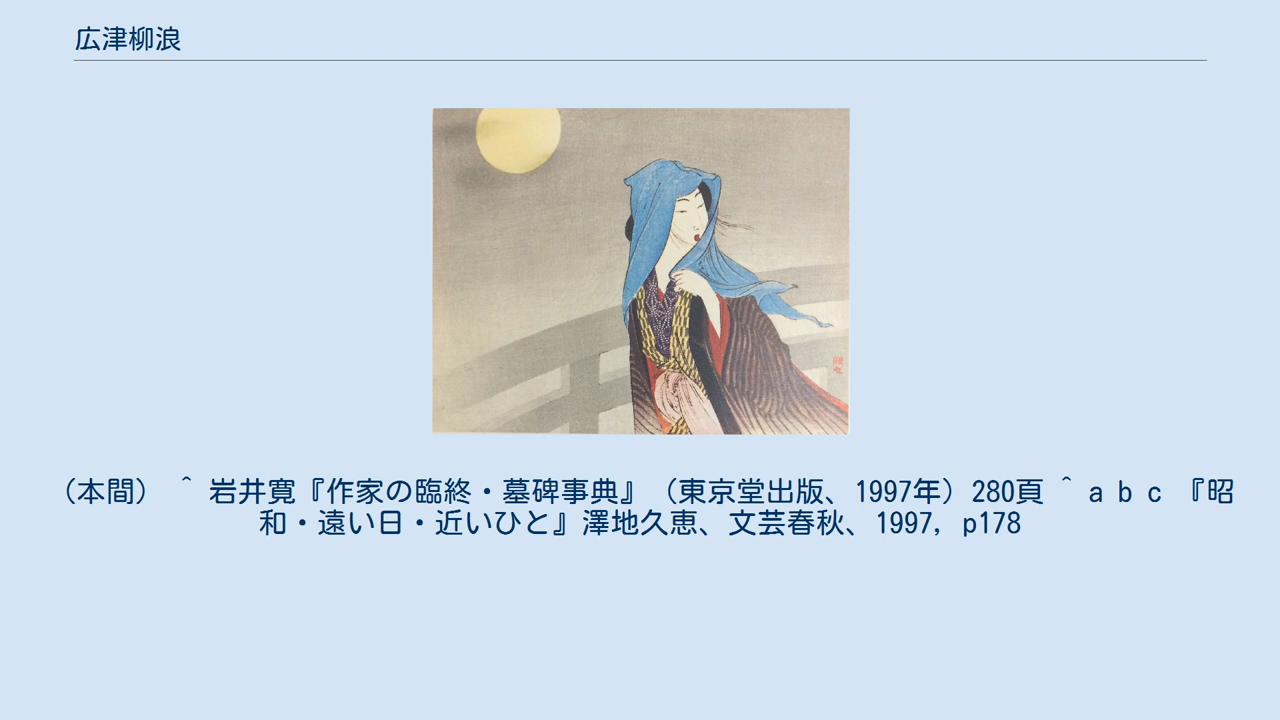 広津柳浪
（本間） ＾ 岩井寛『作家の臨終・墓碑事典』（東京堂出版、1997年）280頁 ＾ a b c 『昭
和・遠い日・近いひと』澤地久恵、文芸春秋、1997, p178